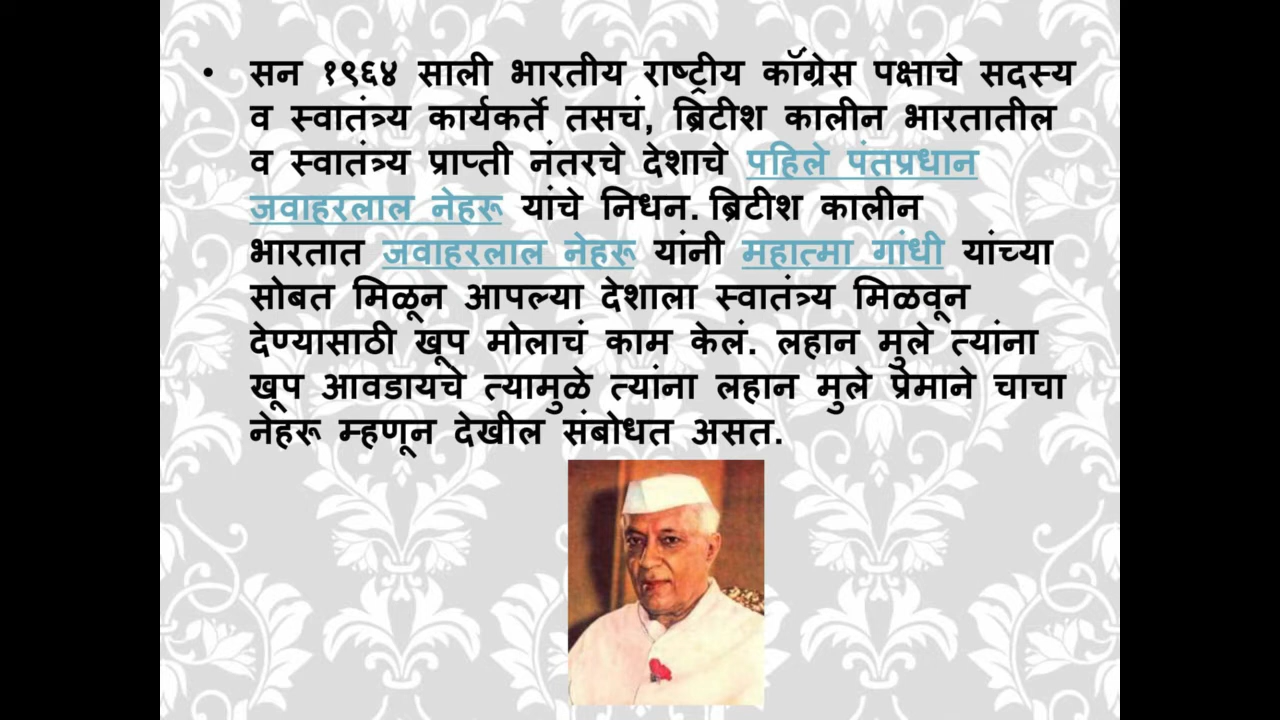 • सन १९६४ साली भारतीय राष्ट्रीय कॉंग्रेस पक्षाचे सदस्य
व स्वातंत्र्य कार्यकर्ते तसचं, ब्रिटीश कालीन भारतातील
व स्वातंत्र्य प्राप्ती नंतरचे देशाचे पहिले पंतप्रधान
जवाहरलाल नेहरू यांचे निधन. ब्रिटीश कालीन
भारतात जवाहरलाल नेहरू यांनी महात्मा गांधी यांच्या
सोबत मिळून आपल्या देशाला स्वातंत्र्य मिळवून
देण्यासाठी खूप मोलाचं काम केलं. लहान मुले त्यांना
खूप आवडायचे त्यामुळे त्यांना लहान मुले प्रेमाने चाचा
नेहरू म्हणून देखील संबोधत असत.